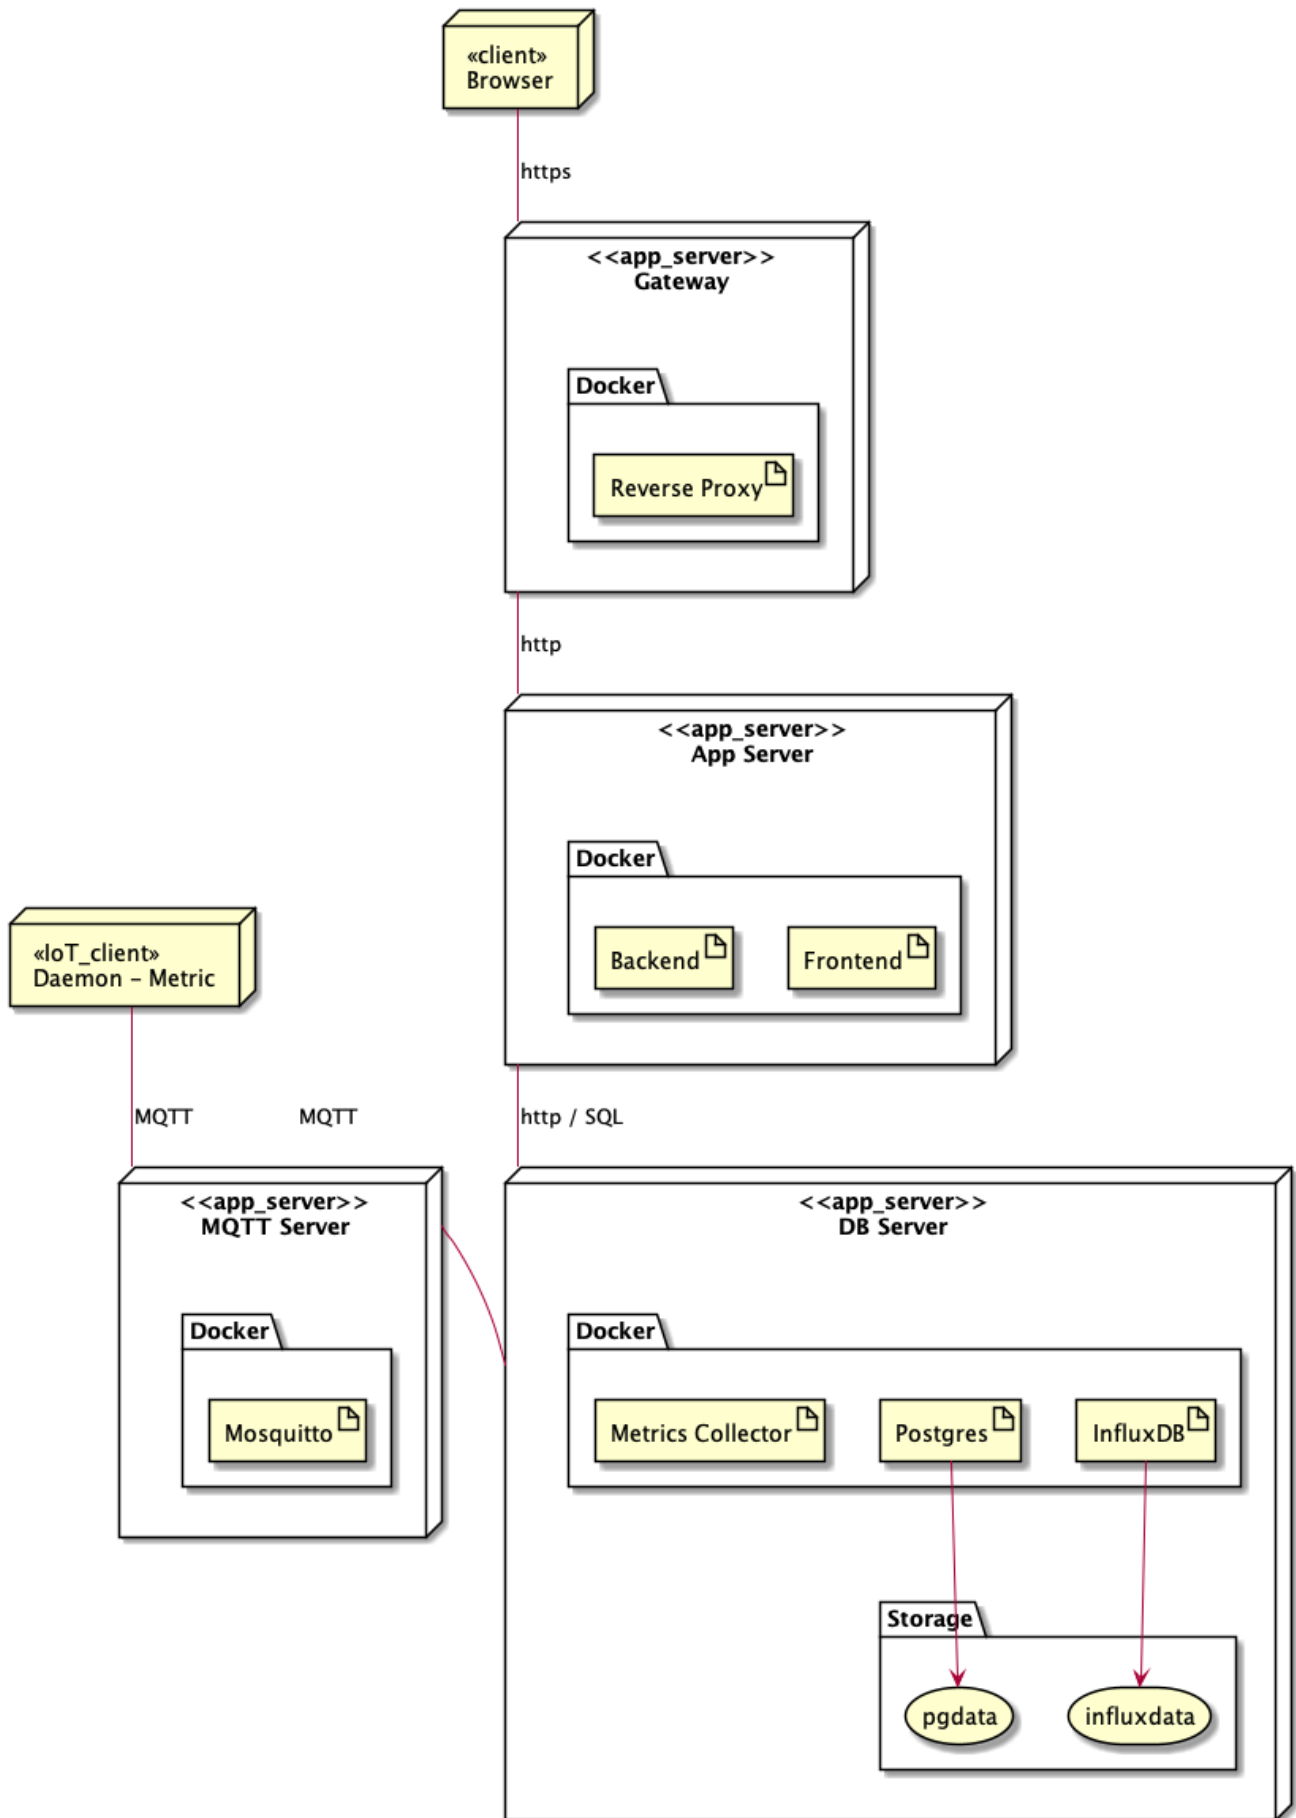 «client»
Browser
https
<<app_server>>
Gateway
Docker
Reverse Proxy
http
<<app_server>>
App Server
Docker
Backend
Frontend
«IoT_client»
Daemon – Metric
MQTT
MQTT
http / SQL
<<app_server>>
MQTT Server
Docker
Mosquitto
<<app_server>>
DB Server
Docker
Metrics Collector
Postgres
InfluxDB
Storage
pgdata
influxdata